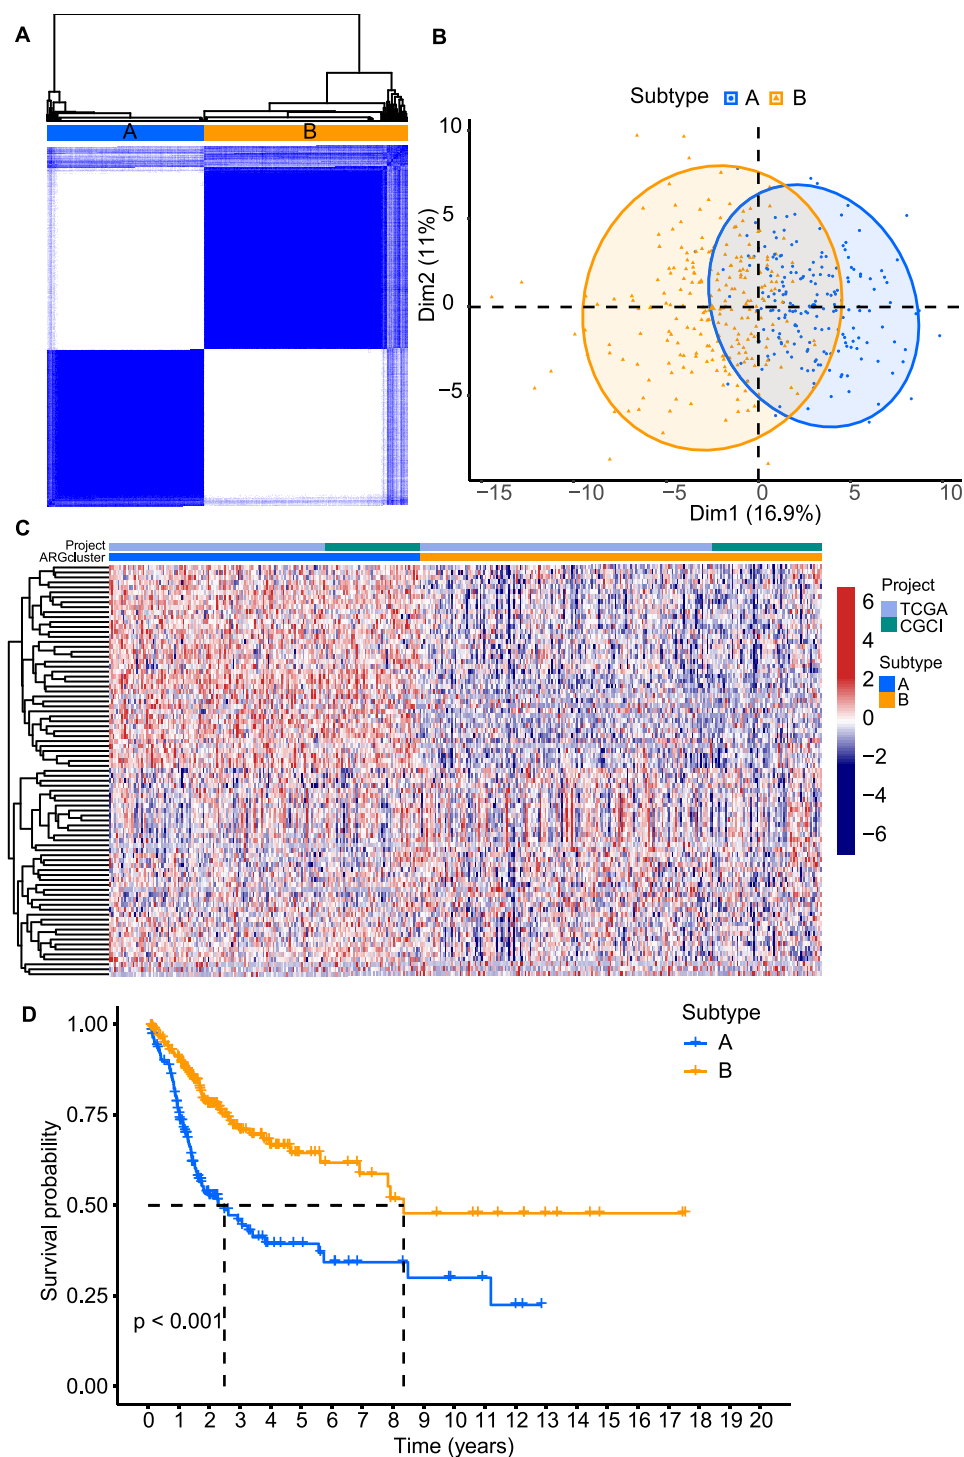 A
A B
B
Subtype A B
10
5
0
−5
Dim2 (11%)
−15 −10 −5 0 5 10
Dim1 (16.9%)
C
Project
ARGcluster
6
4
2
0
−2
−4
−6
Project
TCGA
CGCI
Subtype
A
B
D
Subtype
A
B
1.00
0.75
0.50
0.25
0.00
Survival probability
p < 0.001
0 1 2 3 4 5 6 7 8 9 10 11 12 13 14 15 16 17 18 19 20
Time (years)